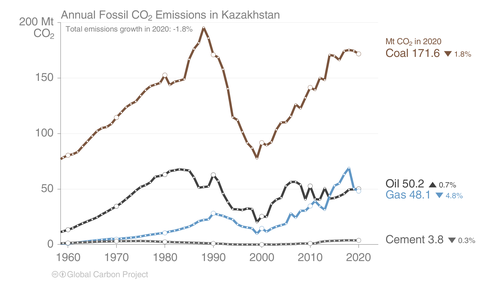 Annual Fossil CO₂ Emissions in Kazakhstan
200 Mt
CO₂
Total emissions growth in 2020: -1.8%
150
100
50
0
1960 1970 1980 1990 2000 2010 2020
Mt CO₂ in 2020
Coal 171.6 ▼ 1.8%
Oil 50.2 ▲ 0.7%
Gas 48.1 ▼ 4.8%
Cement 3.8 ▼ 0.3%
Global Carbon Project